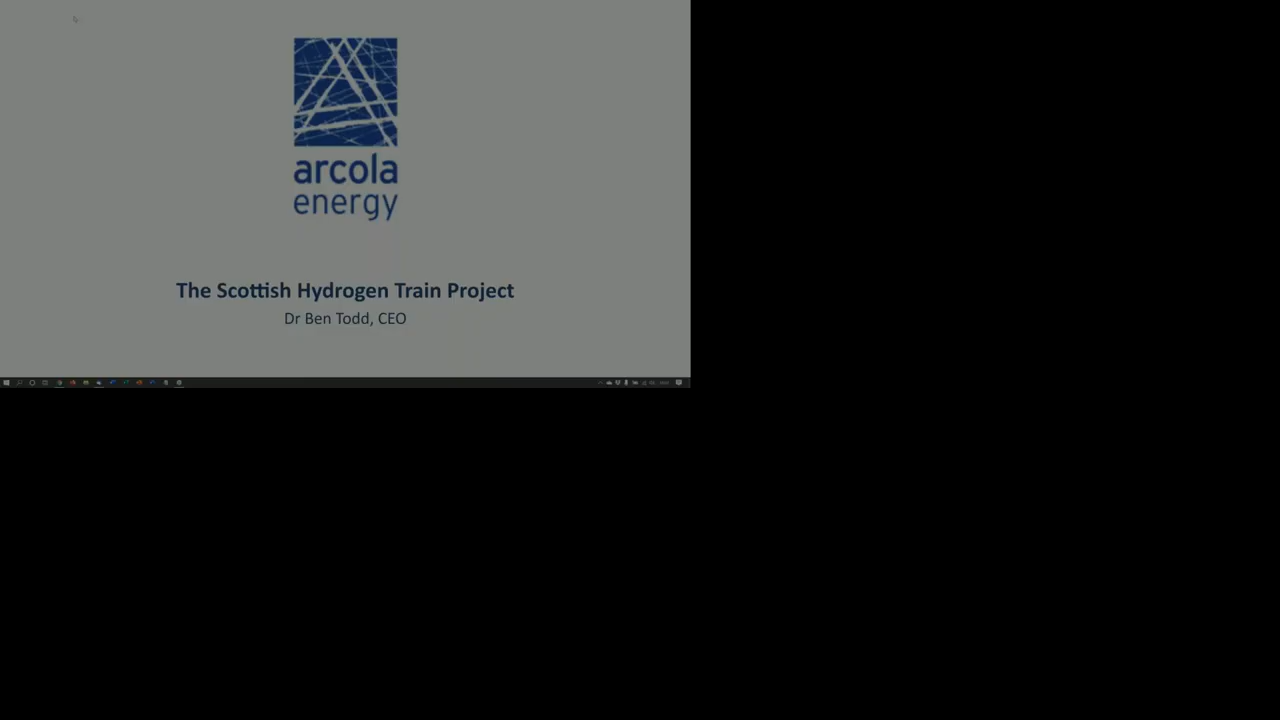 arcola
energy
The Scottish Hydrogen Train Project
Dr Ben Todd, CEO